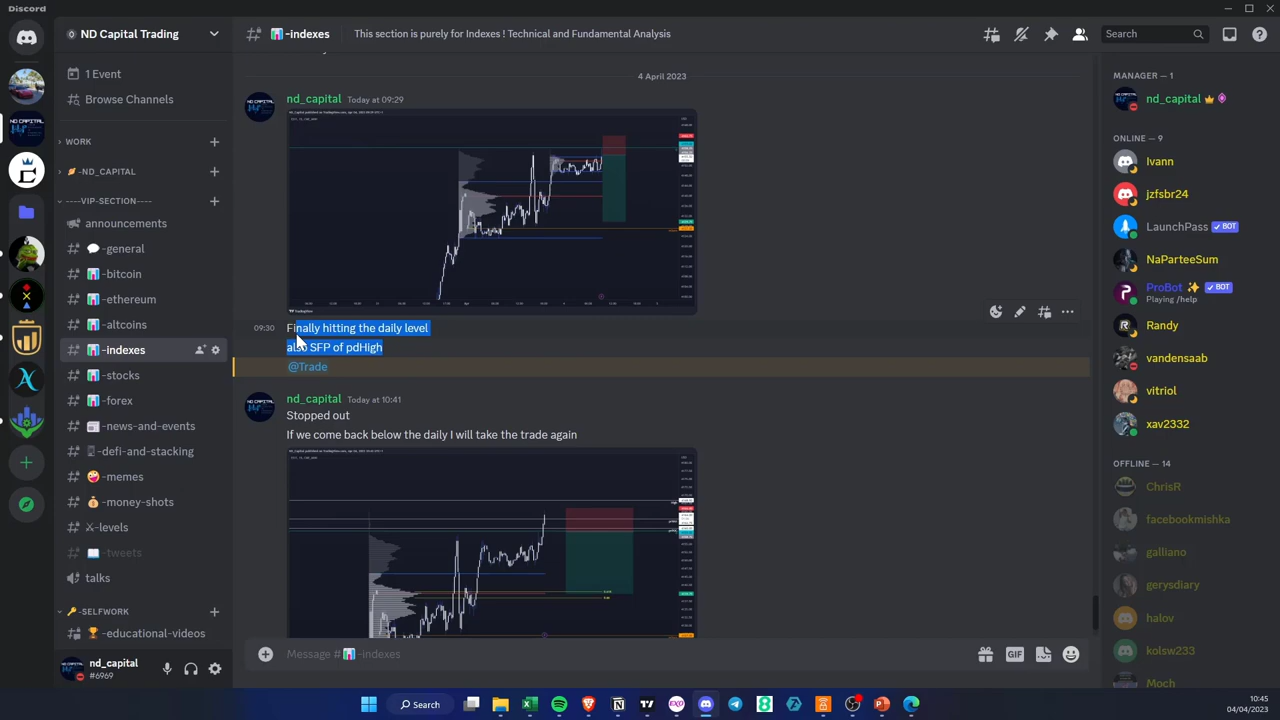 Discord
ND Capital Trading
-indexes
This section is purely for Indexes ! Technical and Fundamental Analysis
Search
1 Event
Browse Channels
WORK
-ND_CAPITAL
----VIP-SECTION----
announcements
-general
-bitcoin
-ethereum
-altcoins
-indexes
-stocks
-forex
-news-and-events
-defi-and-stacking
-memes
-money-shots
-levels
-tweets
talks
-SELFWORK
-educational-videos
nd_capital
#6969
4 April 2023
nd_capital Today at 09:29
TradingView
09:30 Finally hitting the daily level
also SFP of pdHigh
@Trade
nd_capital Today at 10:41
Stopped out
If we come back below the daily I will take the trade again
Message # -indexes
GIF
MANAGER — 1
nd_capital
ONLINE — 9
Ivann
jzfsbr24
LaunchPass BOT
NaParteeSum
ProBot BOT
Playing /help
Randy
vandensaab
vitriol
xav2332
OFFLINE — 14
ChrisR
facebookmishka
galliano
gerysdiary
halov
kolsw233
Moch
ND CAPITAL
Search
EXO
10:45
04/04/2023